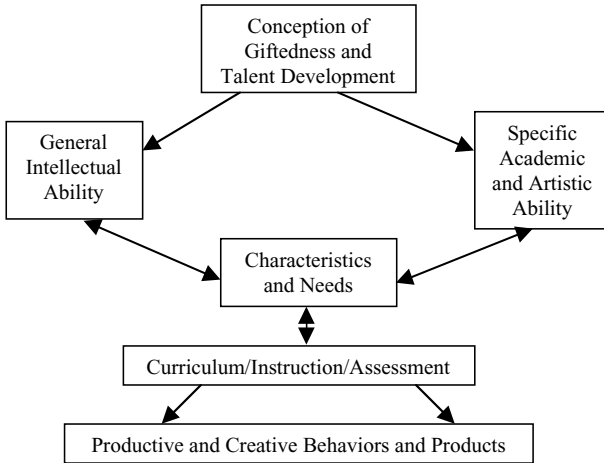 Conception of
Giftedness and
Talent Development
General
Intellectual
Ability
Specific
Academic
and Artistic
Ability
Characteristics
and Needs
Curriculum/Instruction/Assessment
Productive and Creative Behaviors and Products